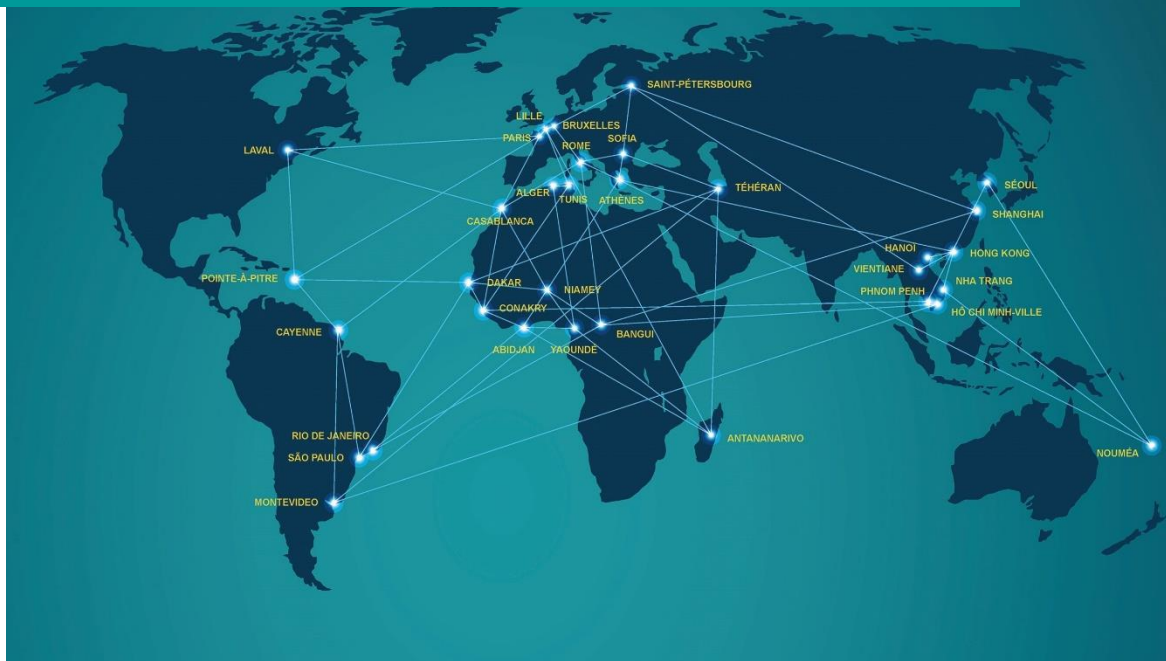 SAINT-PÉTERSBOURG
LILLE
BRUXELLES
PARIS
SOFIA
ROME
LAVAL
TÉHÉRAN
SÉOUL
ALGER
TUNIS
ATHÈNES
SHANGHAI
CASABLANCA
HANOI
HONG KONG
VIENTIANE
POINTE-À-PITRE
DAKAR
NIAMEY
NHA TRANG
PHNOM PENH
CONAKRY
HÔ CHI MINH-VILLE
CAYENNE
BANGUI
ABIDJAN
YAOUNDÉ
RIO DE JANEIRO
ANTANANARIVO
NOUMÉA
SÃO PAULO
MONTEVIDEO